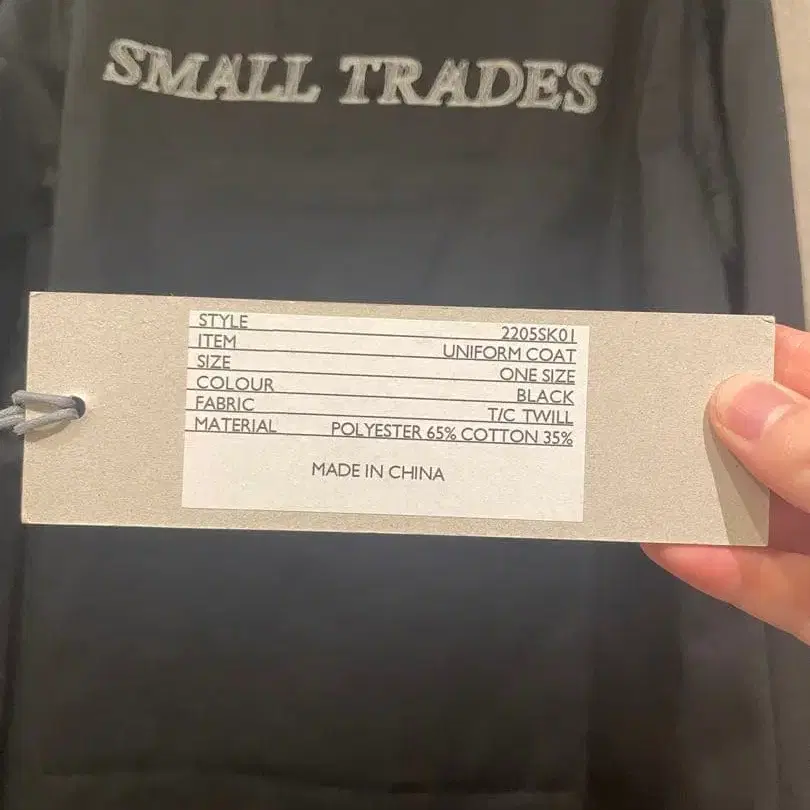 SMALL TRADES
STYLE 2205SK01
ITEM UNIFORM COAT
SIZE ONE SIZE
COLOUR BLACK
FABRIC T/C TWILL
MATERIAL POLYESTER 65% COTTON 35%
MADE IN CHINA